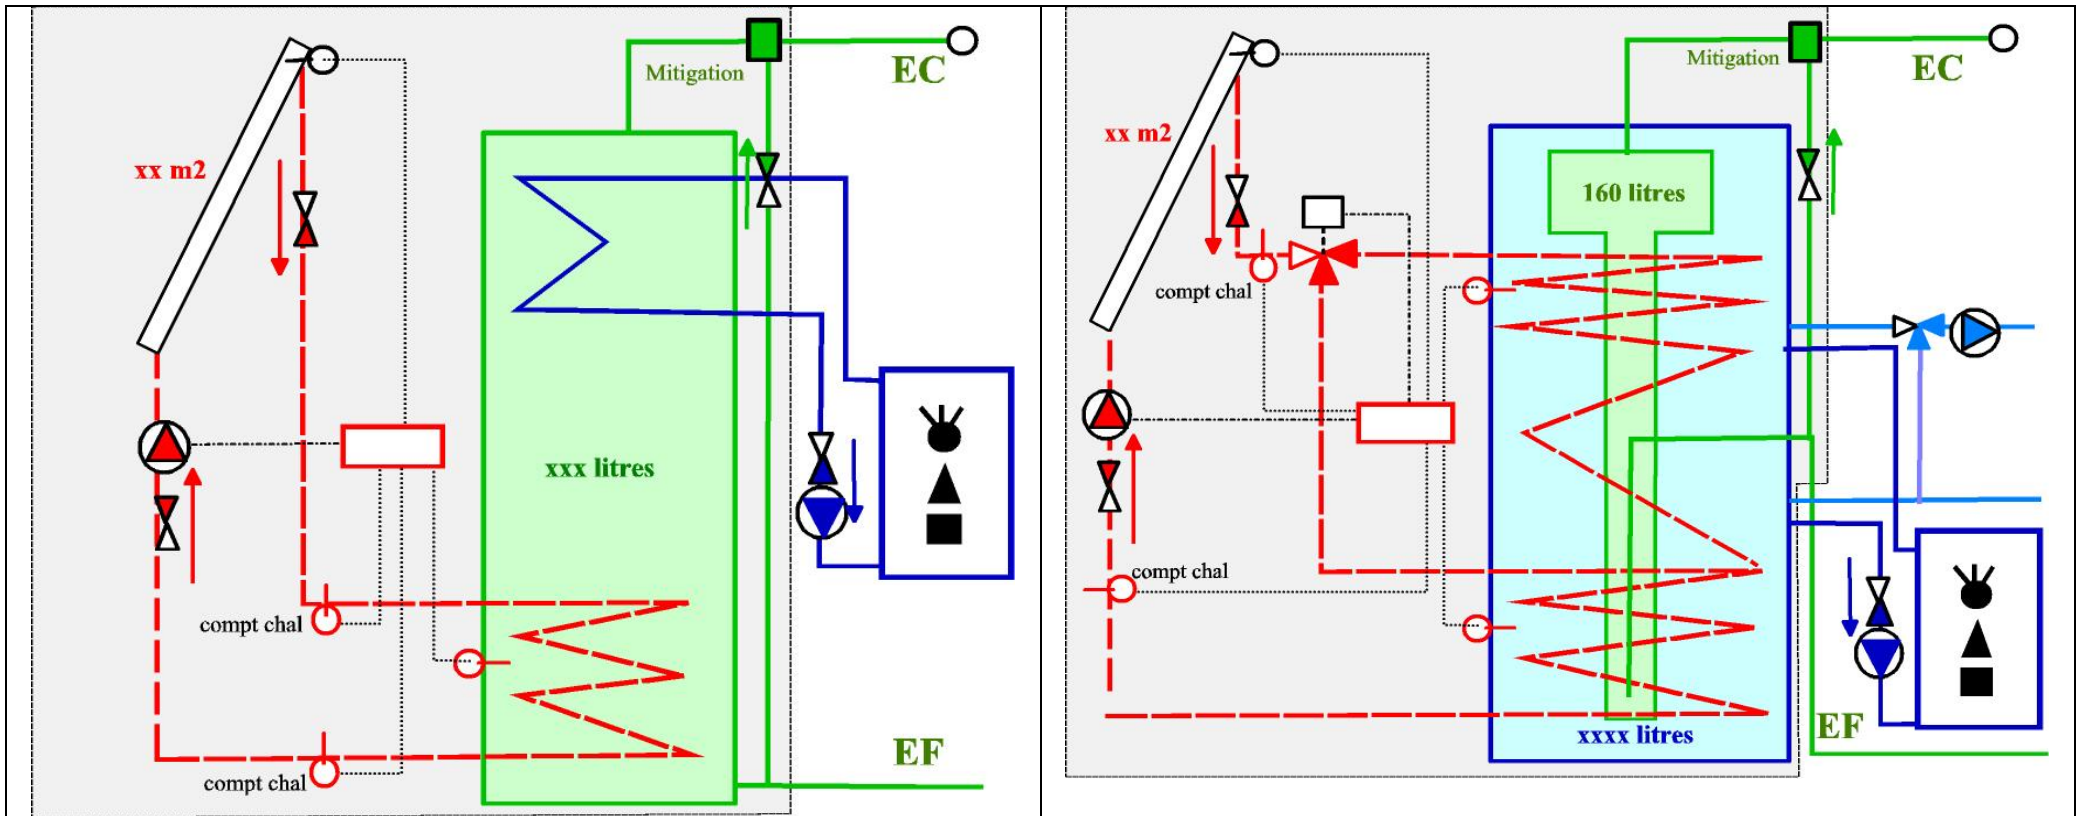 Mitigation
EC
xx m2
xxx litres
compt chal
compt chal
EF
Mitigation
EC
xx m2
160 litres
compt chal
compt chal
EF
xxxx litres